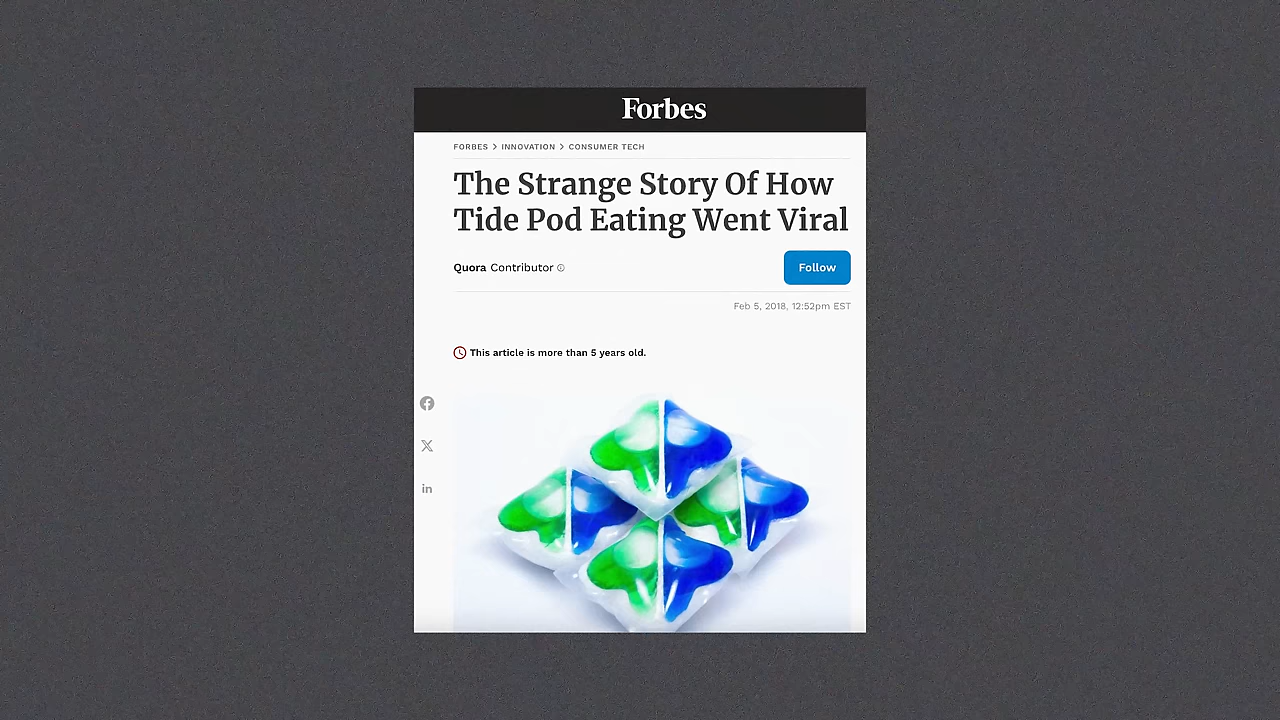 Forbes
FORBES > INNOVATION > CONSUMER TECH
The Strange Story Of How
Tide Pod Eating Went Viral
Quora Contributor
Follow
Feb 5, 2018, 12:52pm EST
This article is more than 5 years old.
in